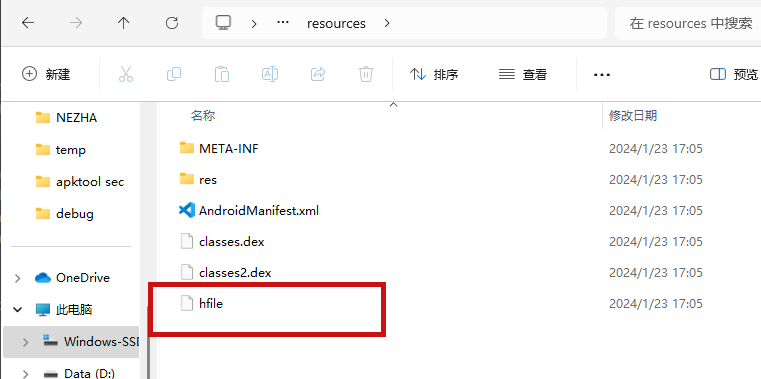 resources
在 resources 中搜索
新建
排序
查看
预览
NEZHA
temp
apktool sec
debug
OneDrive
此电脑
Windows-SSD
Data (D:)
名称
修改日期
META-INF
2024/1/23 17:05
res
2024/1/23 17:05
AndroidManifest.xml
2024/1/23 17:05
classes.dex
2024/1/23 17:05
classes2.dex
2024/1/23 17:05
hfile
2024/1/23 17:05